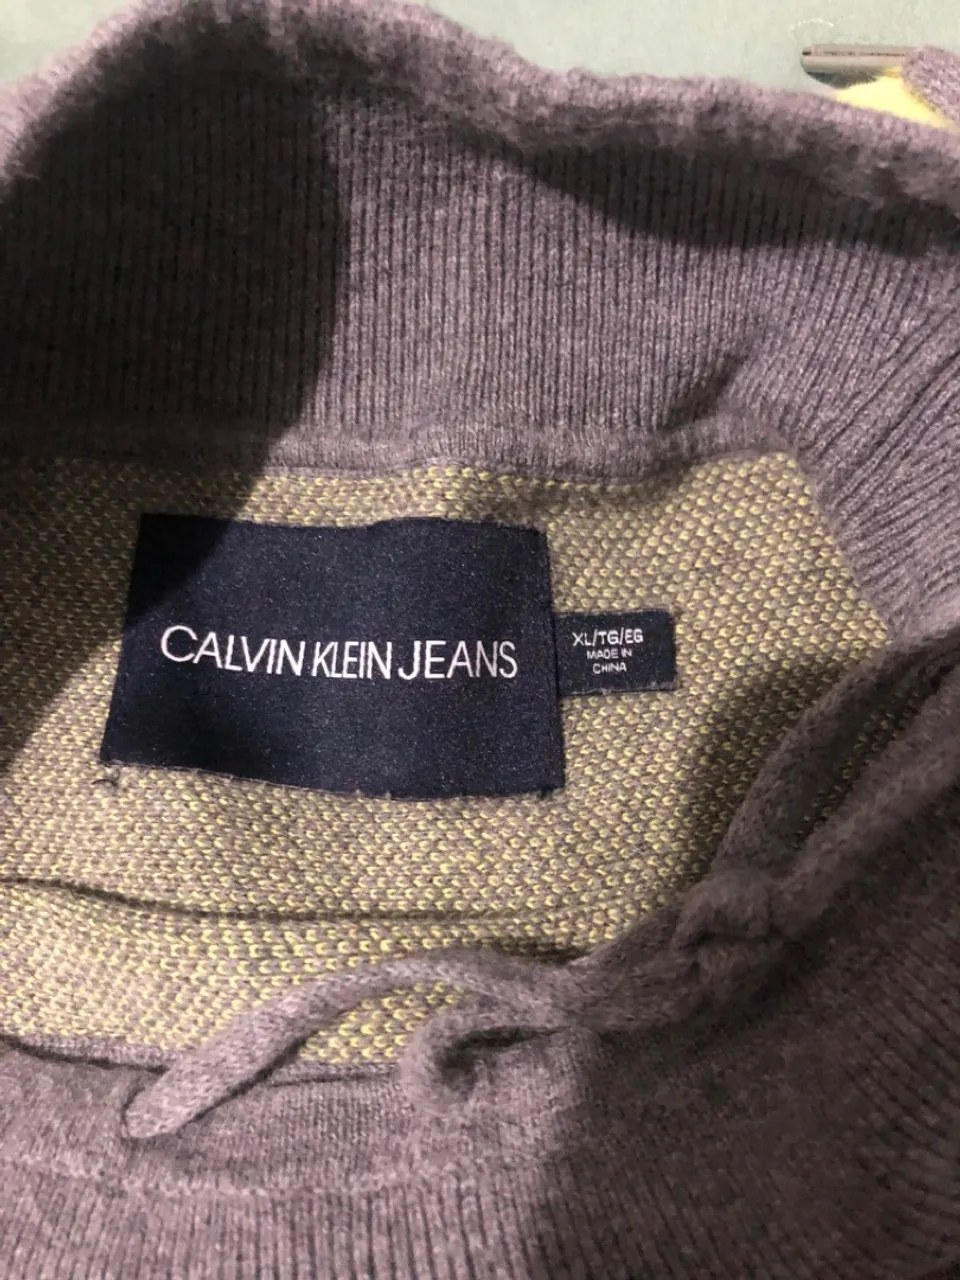 CALVIN KLEIN JEANS
XL/TG/EG
MADE IN
CHINA